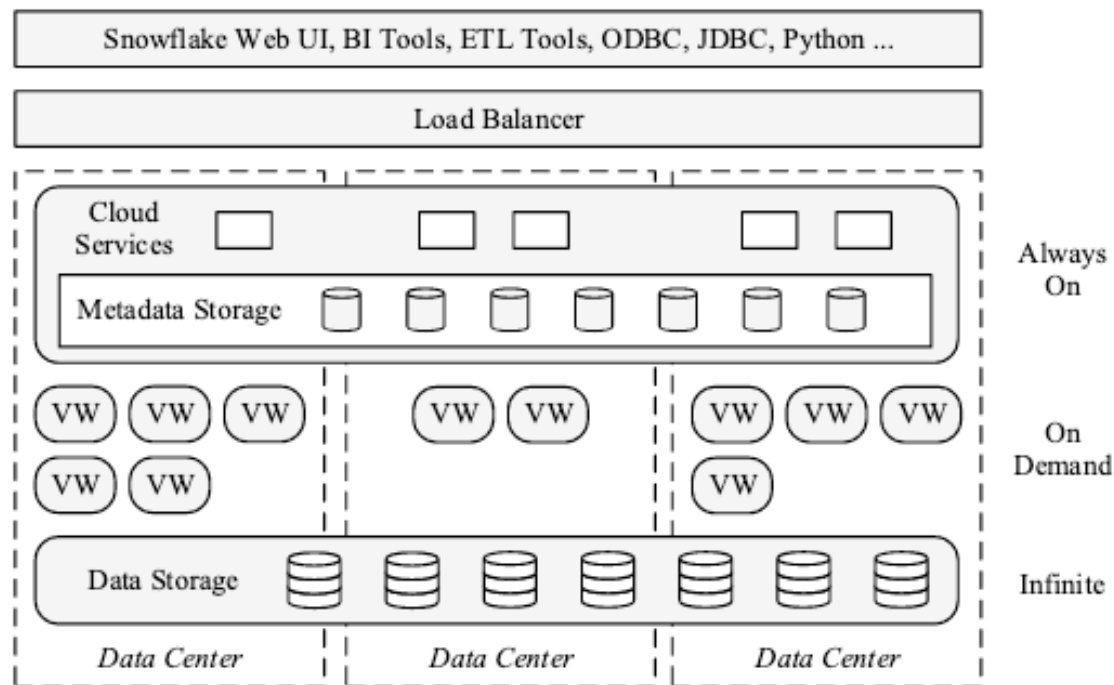 Snowflake Web UI, BI Tools, ETL Tools, ODBC, JDBC, Python ...
Load Balancer
Cloud
Services
Always
On
Metadata Storage
VW VW VW VW VW VW VW VW
On
Demand
VW VW VW
Data Storage
Infinite
Data Center Data Center Data Center